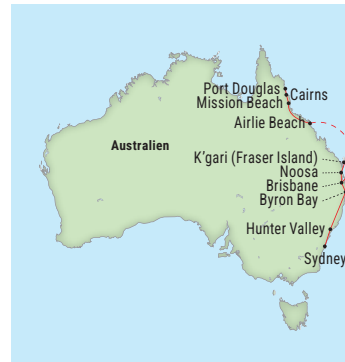 Port Douglas
Cairns
Mission Beach
Airlie Beach
Australien
K'gari (Fraser Island)
Noosa
Brisbane
Byron Bay
Hunter Valley
Sydney